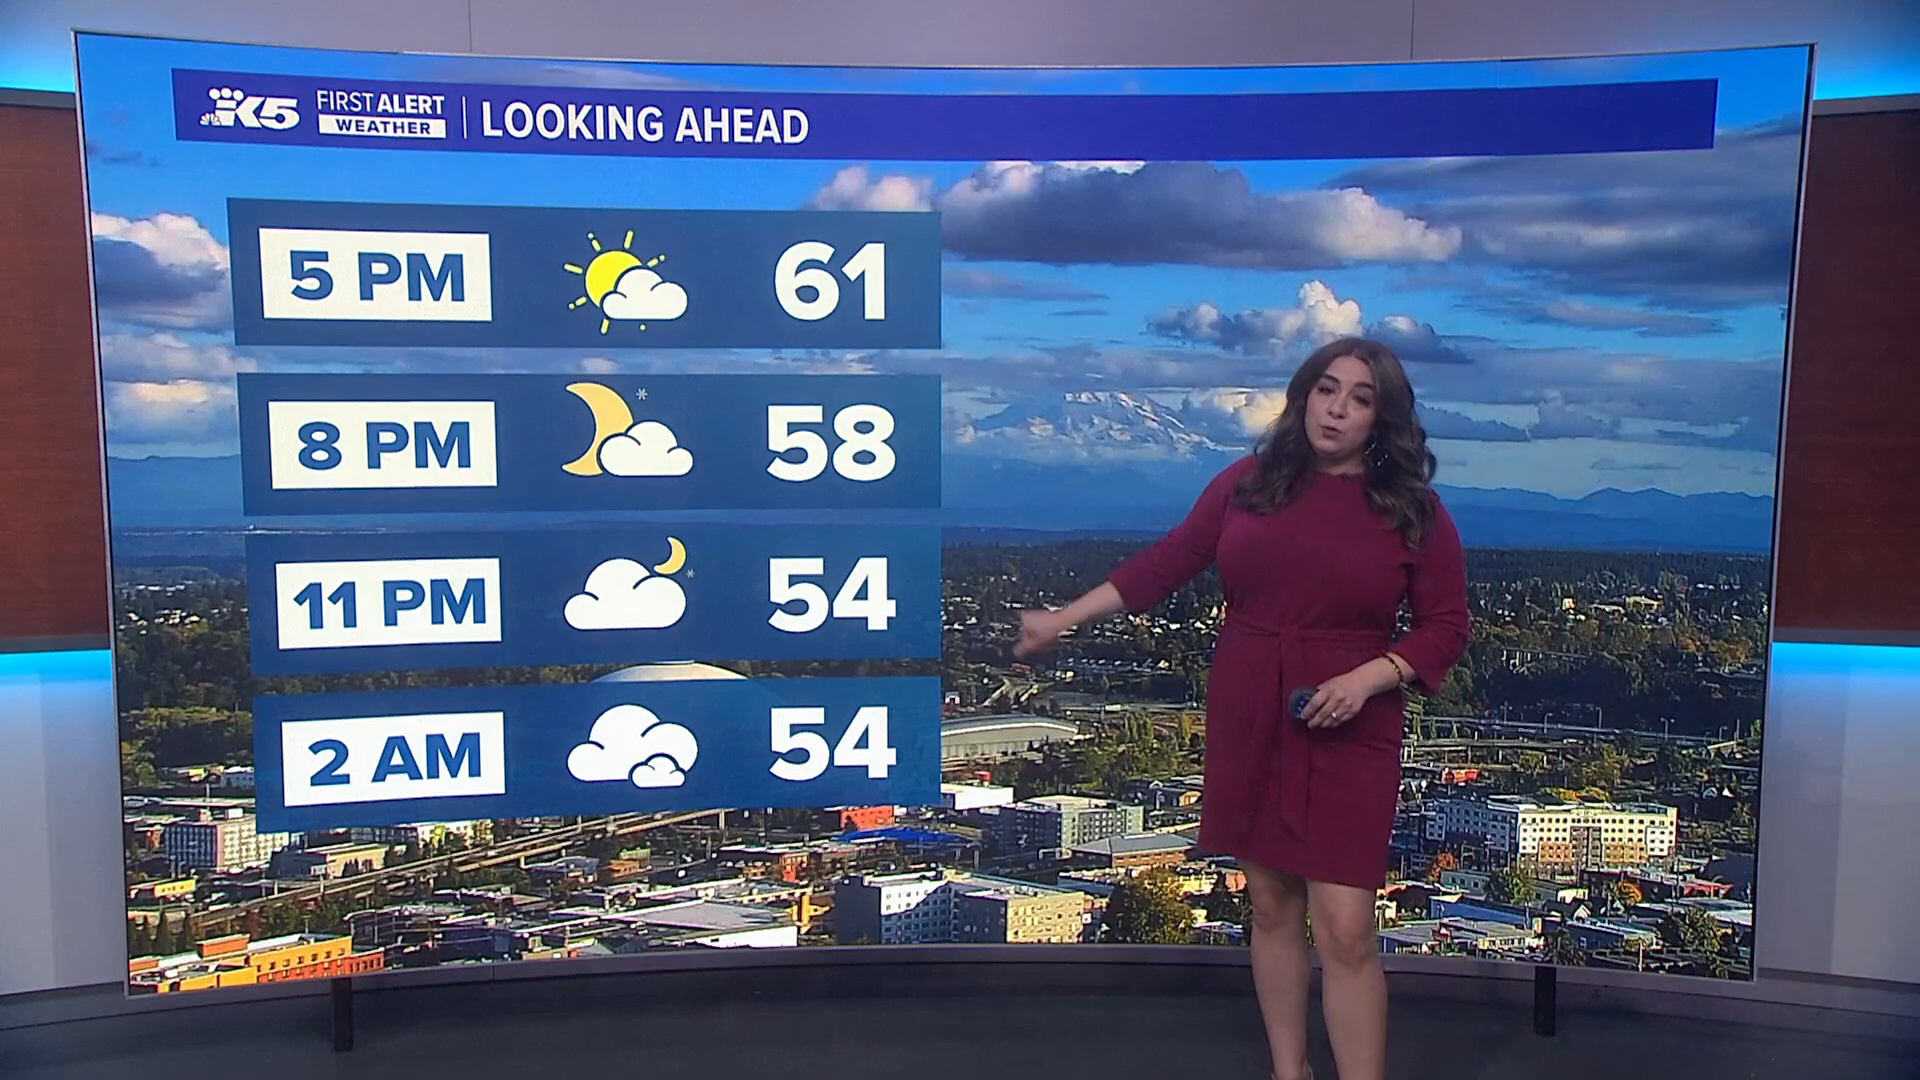 K5 FIRST ALERT WEATHER | LOOKING AHEAD
5 PM 61
8 PM 58
11 PM 54
2 AM 54